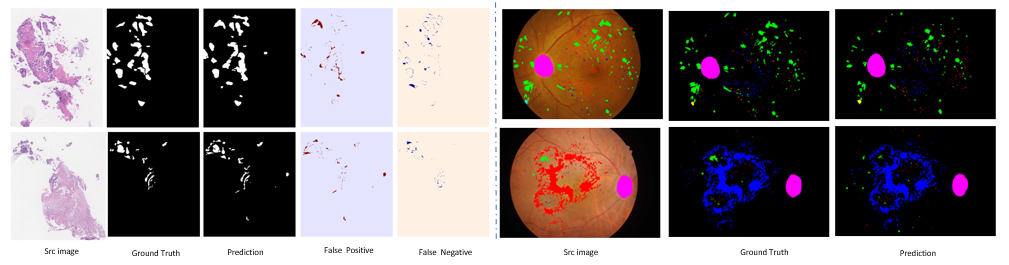 Src image
Ground Truth
Prediction
False Positive
False Negative
Src image
Ground Truth
Prediction